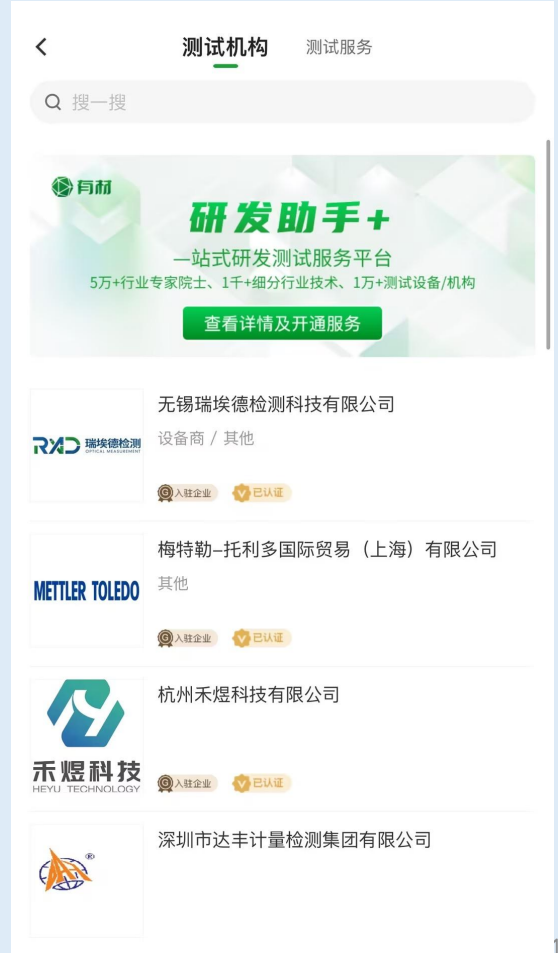 测试机构 测试服务
搜一搜
有材
研发助手+
一站式研发测试服务平台
5万+行业专家院士、1千+细分行业技术、1万+测试设备/机构
查看详情及开通服务
RXD 瑞埃德检测
OPTICAL MEASUREMENT
无锡瑞埃德检测科技有限公司
设备商 / 其他
入驻企业 已认证
METTLER TOLEDO
梅特勒-托利多国际贸易（上海）有限公司
其他
入驻企业 已认证
禾煜科技
HEYU TECHNOLOGY
杭州禾煜科技有限公司
入驻企业 已认证
深圳市达丰计量检测集团有限公司